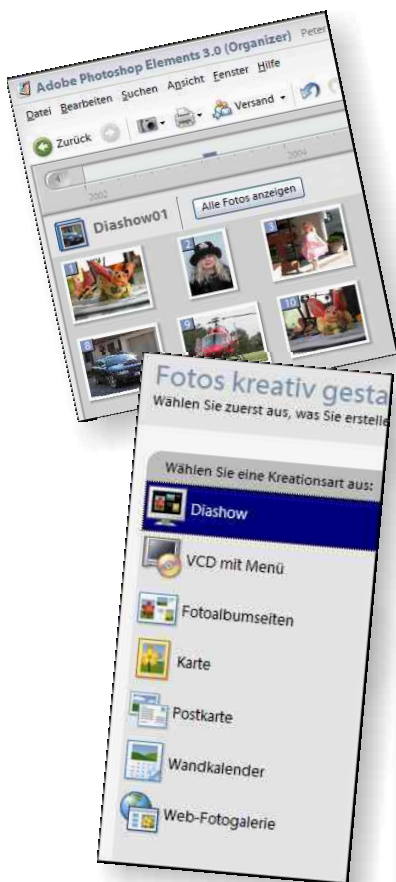 Adobe Photoshop Elements 3.0 (Organizer) Peter
Datei Bearbeiten Suchen Ansicht Fenster Hilfe
Zurück Versand
4
2002 2004
Diashow01 Alle Fotos anzeigen
1 2 3
8 9 10
Fotos kreativ gesta
Wählen Sie zuerst aus, was Sie erstelle
Wählen Sie eine Kreationsart aus:
Diashow
VCD mit Menü
Fotoalbumseiten
Karte
Postkarte
Wandkalender
Web-Fotogalerie